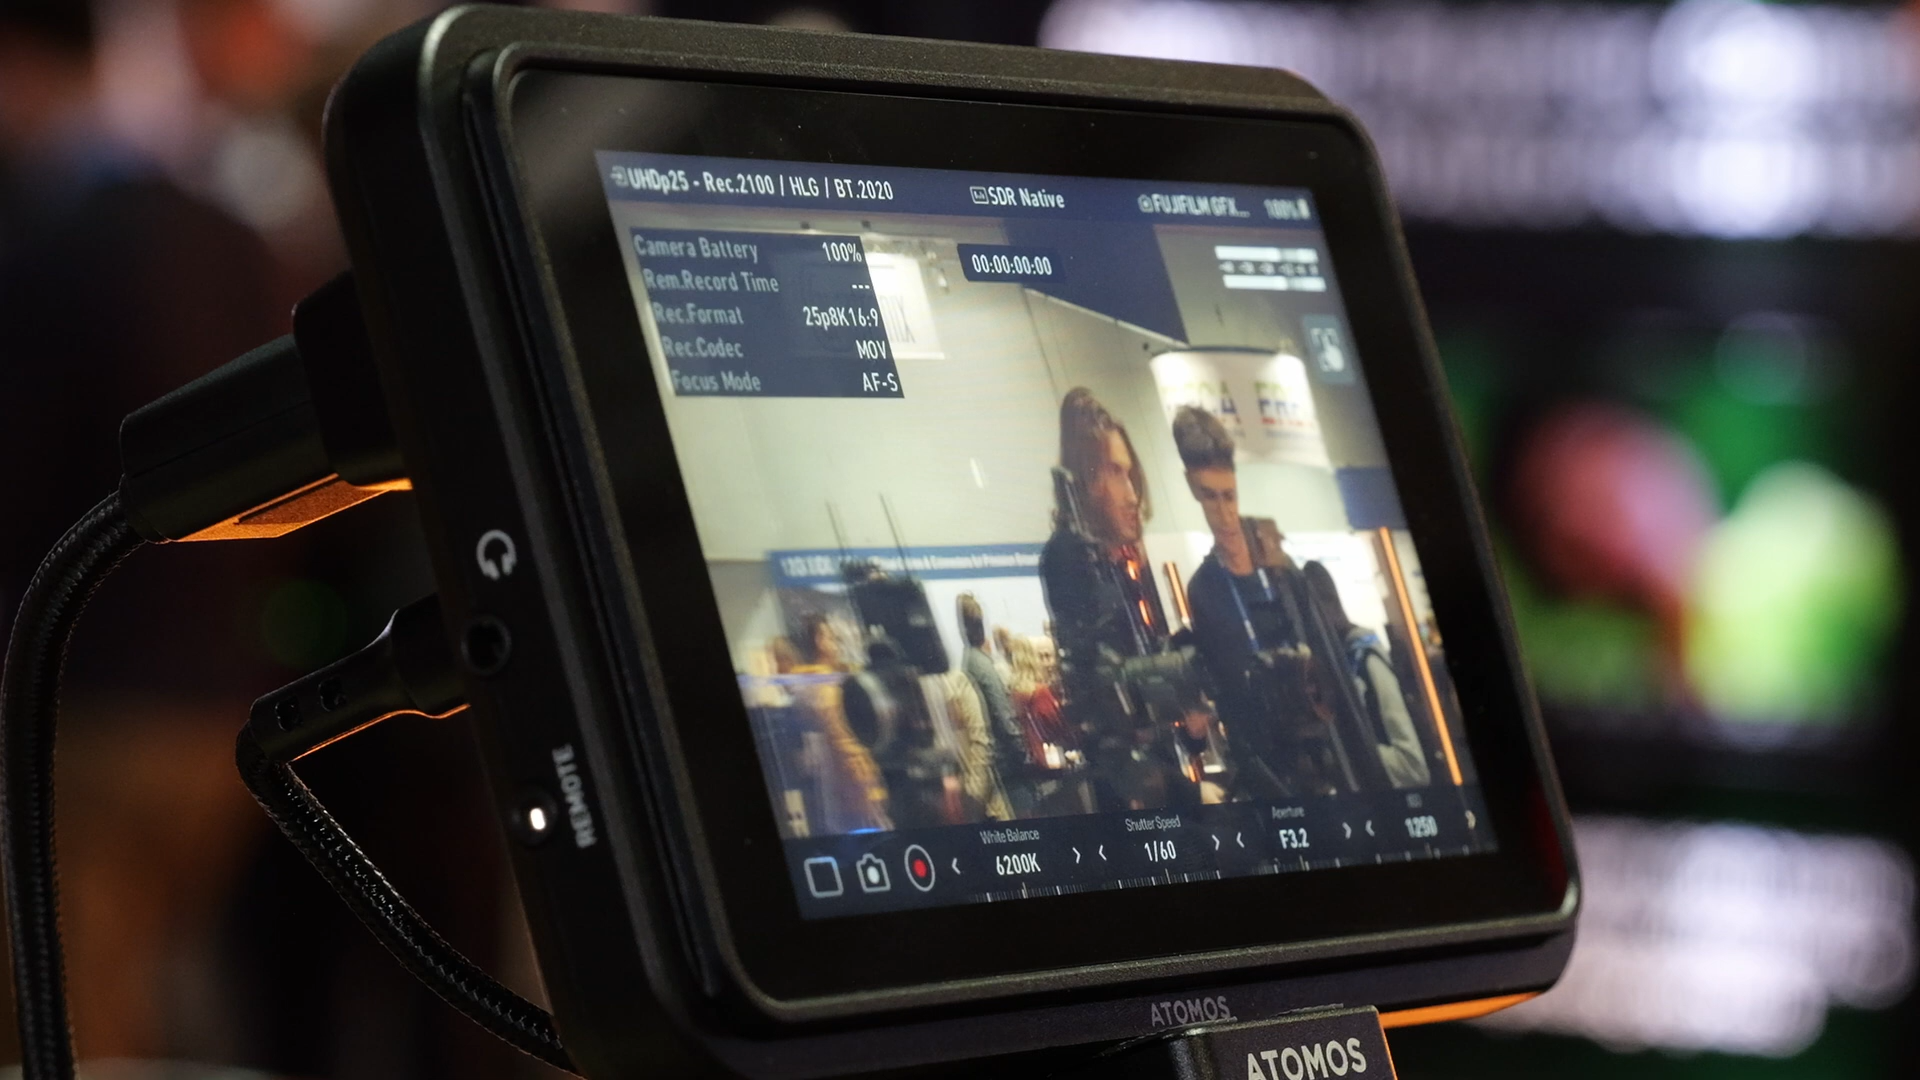 UHDp25 - Rec.2100 / HLG / BT.2020
SDR Native
FUJIFILM GFX...
100%
Camera Battery 100%
Rem.Record Time ---
Rec.Format 25p8K16:9
Rec.Codec MOV
Focus Mode AF-S
00:00:00:00
White Balance
6200K
Shutter Speed
1/60
Aperture
F3.2
ISO
1250
REMOTE
ATOMOS
ATOMOS